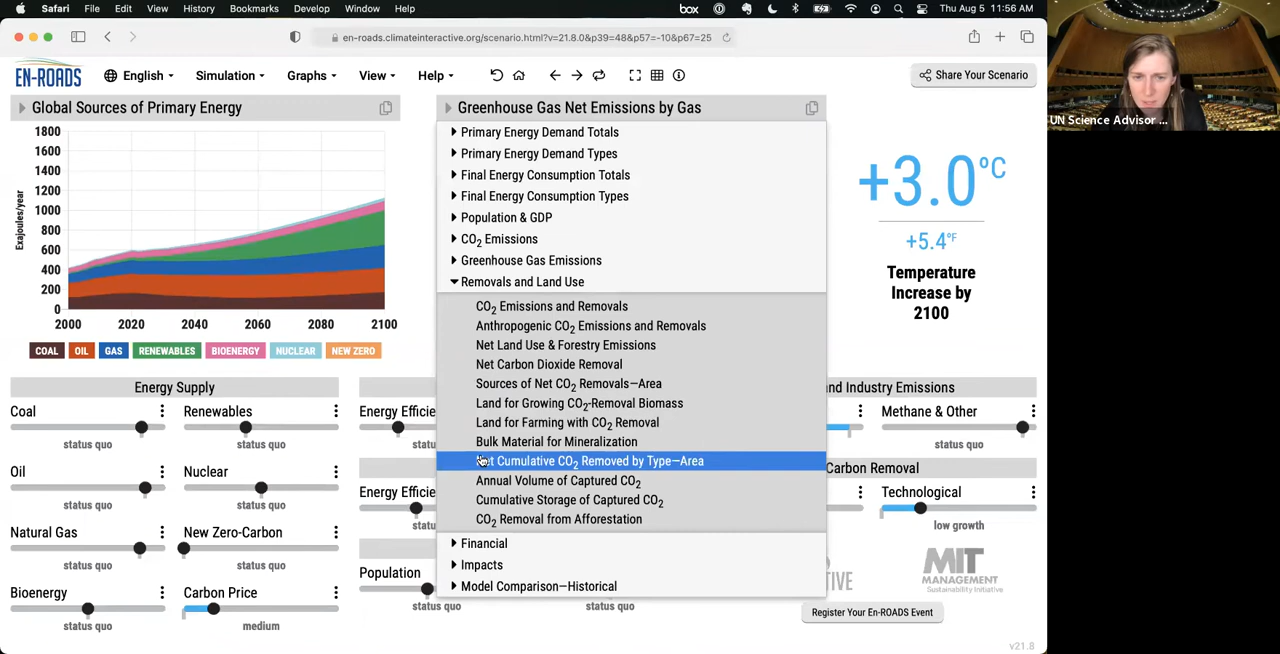 Safari File Edit View History Bookmarks Develop Window Help box Thu Aug 5 11:56 AM
en-roads.climateinteractive.org/scenario.html?v=21.8.0&p39=48&p57=-10&p67=25
EN-ROADS English Simulation Graphs View Help Share Your Scenario
UN Science Advisor ...
Global Sources of Primary Energy
Exajoules/year
1800
1600
1400
1200
1000
800
600
400
200
0
2000 2020 2040 2060 2080 2100
COAL OIL GAS RENEWABLES BIOENERGY NUCLEAR NEW ZERO
Greenhouse Gas Net Emissions by Gas
Primary Energy Demand Totals
Primary Energy Demand Types
Final Energy Consumption Totals
Final Energy Consumption Types
Population & GDP
CO2 Emissions
Greenhouse Gas Emissions
Removals and Land Use
CO2 Emissions and Removals
Anthropogenic CO2 Emissions and Removals
Net Land Use & Forestry Emissions
Net Carbon Dioxide Removal
Sources of Net CO2 Removals—Area
Land for Growing CO2-Removal Biomass
Land for Farming with CO2 Removal
Bulk Material for Mineralization
Cumulative CO2 Removed by Type—Area
Annual Volume of Captured CO2
Cumulative Storage of Captured CO2
CO2 Removal from Afforestation
Financial
Impacts
Model Comparison—Historical
+3.0°C
+5.4°F
Temperature
Increase by
2100
Energy Supply
Coal
status quo
Renewables
status quo
Oil
status quo
Nuclear
status quo
Natural Gas
status quo
New Zero-Carbon
status quo
Bioenergy
status quo
Carbon Price
medium
Energy
Energy
Population
status quo
status quo
Industry Emissions
Methane & Other
status quo
Carbon Removal
Technological
low growth
MIT
MANAGEMENT
Sustainability Initiative
Register Your En-ROADS Event
v21.8